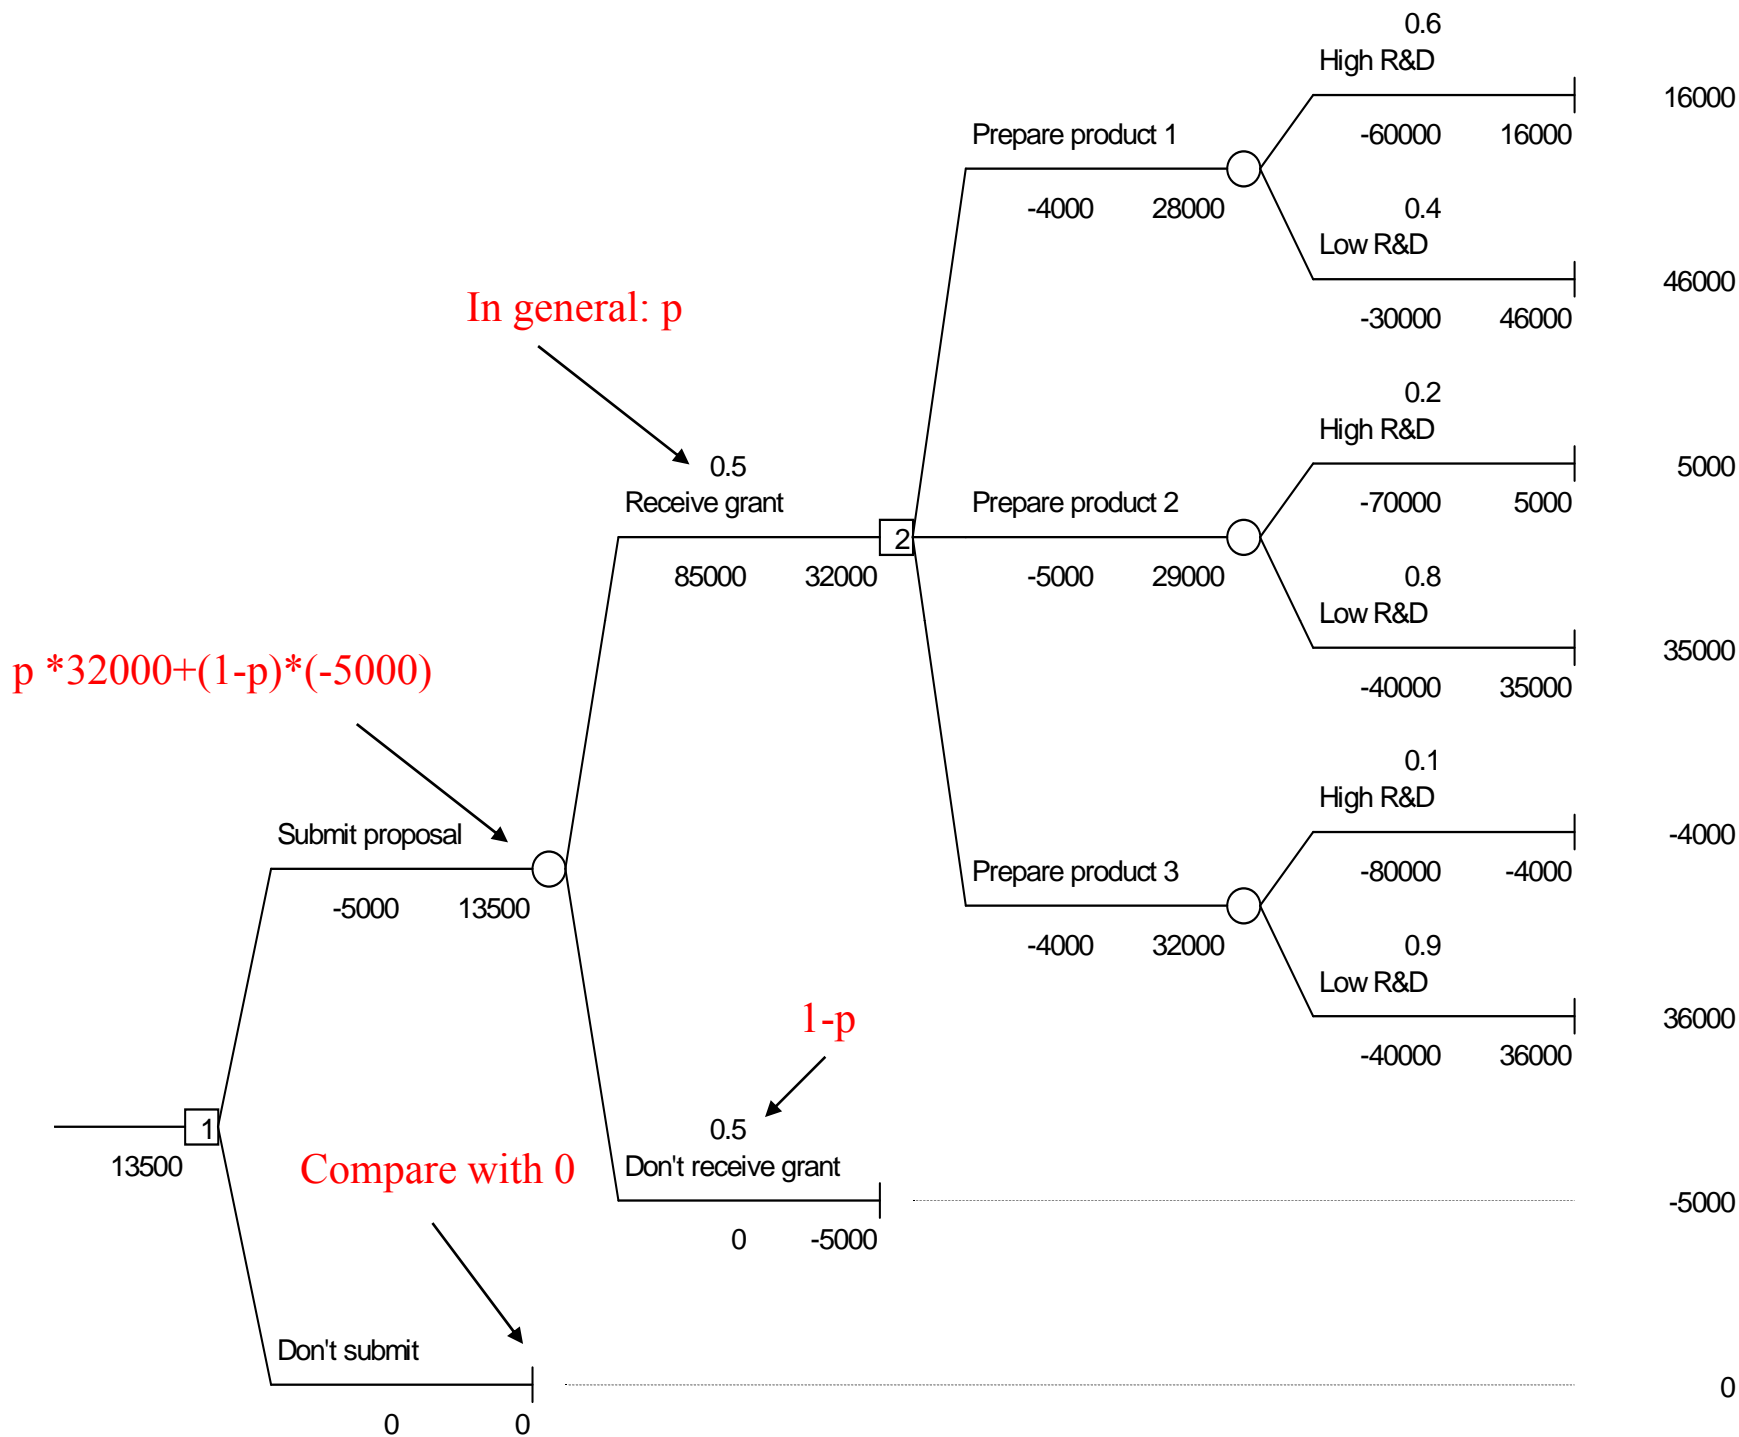 0.6
High R&D
16000
-60000 16000
Prepare product 1
-4000 28000
0.4
Low R&D
46000
-30000 46000
In general: p
0.2
High R&D
5000
-70000 5000
0.5
Receive grant
85000 32000
2
Prepare product 2
-5000 29000
0.8
Low R&D
35000
-40000 35000
p *32000+(1-p)*(-5000)
0.1
High R&D
-4000
-80000 -4000
Submit proposal
-5000 13500
Prepare product 3
-4000 32000
0.9
Low R&D
36000
-40000 36000
1-p
0.5
Don't receive grant
-5000
0 -5000
1
13500
Compare with 0
Don't submit
0
0 0